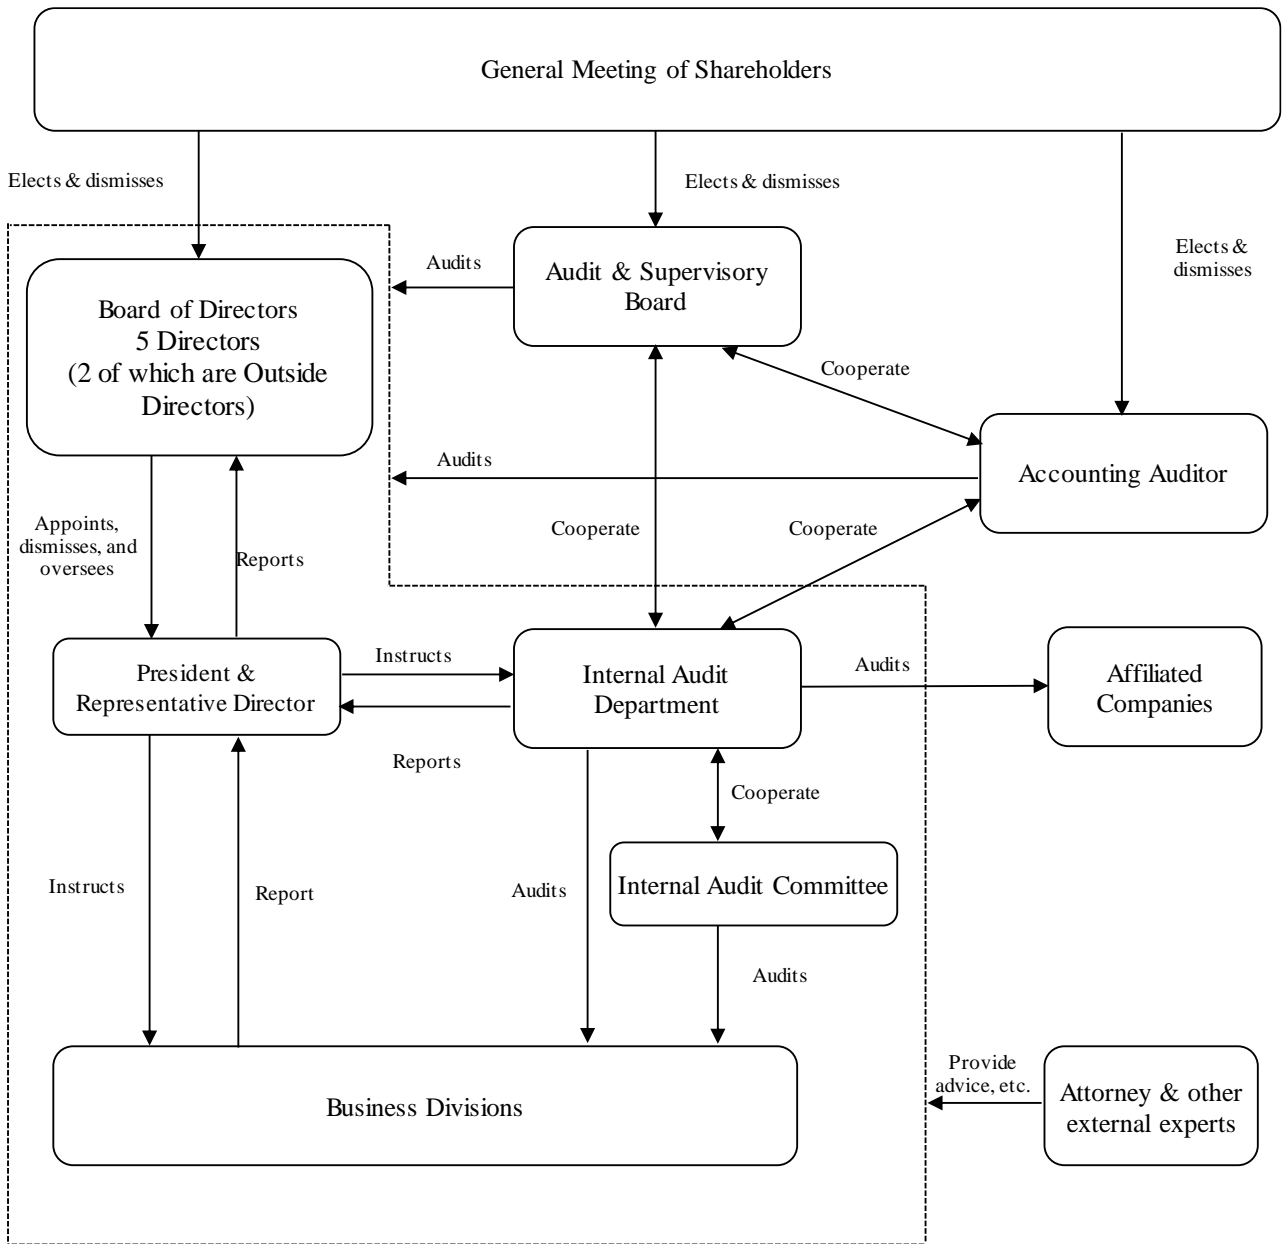 General Meeting of Shareholders
Elects & dismisses
Elects & dismisses
Elects &
dismisses
Audits
Audit & Supervisory
Board
Board of Directors
5 Directors
(2 of which are Outside
Directors)
Cooperate
Audits
Accounting Auditor
Appoints,
dismisses, and
oversees
Reports
Cooperate
Cooperate
President &
Representative Director
Instructs
Reports
Internal Audit
Department
Audits
Affiliated
Companies
Cooperate
Instructs
Report
Audits
Internal Audit Committee
Audits
Business Divisions
Provide
advice, etc.
Attorney & other
external experts